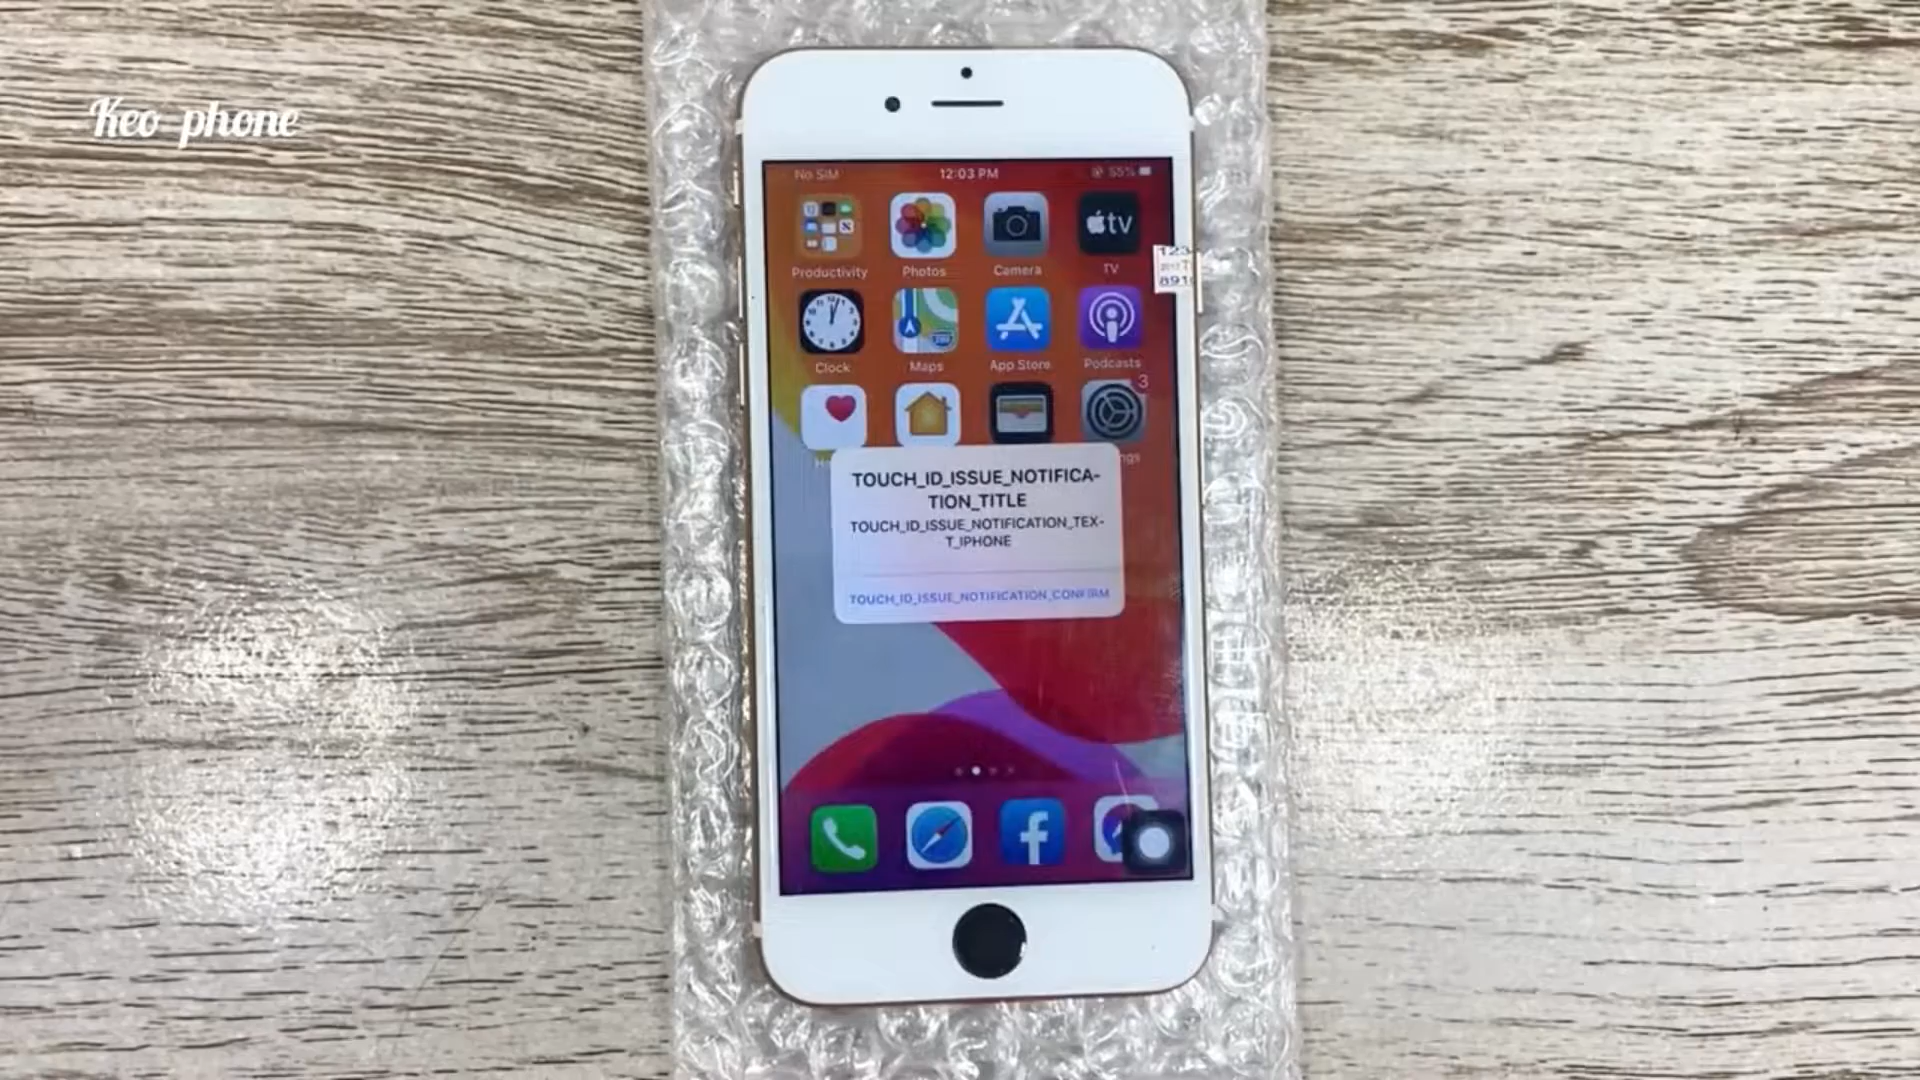 Keo phone
No SIM 12:03 PM 55%
tv
Productivity Photos Camera TV
Clock Maps App Store Podcasts
3
TOUCH_ID_ISSUE_NOTIFICA-
TION_TITLE
TOUCH_ID_ISSUE_NOTIFICATION_TEX-
T_IPHONE
TOUCH_ID_ISSUE_NOTIFICATION_CONFIRM